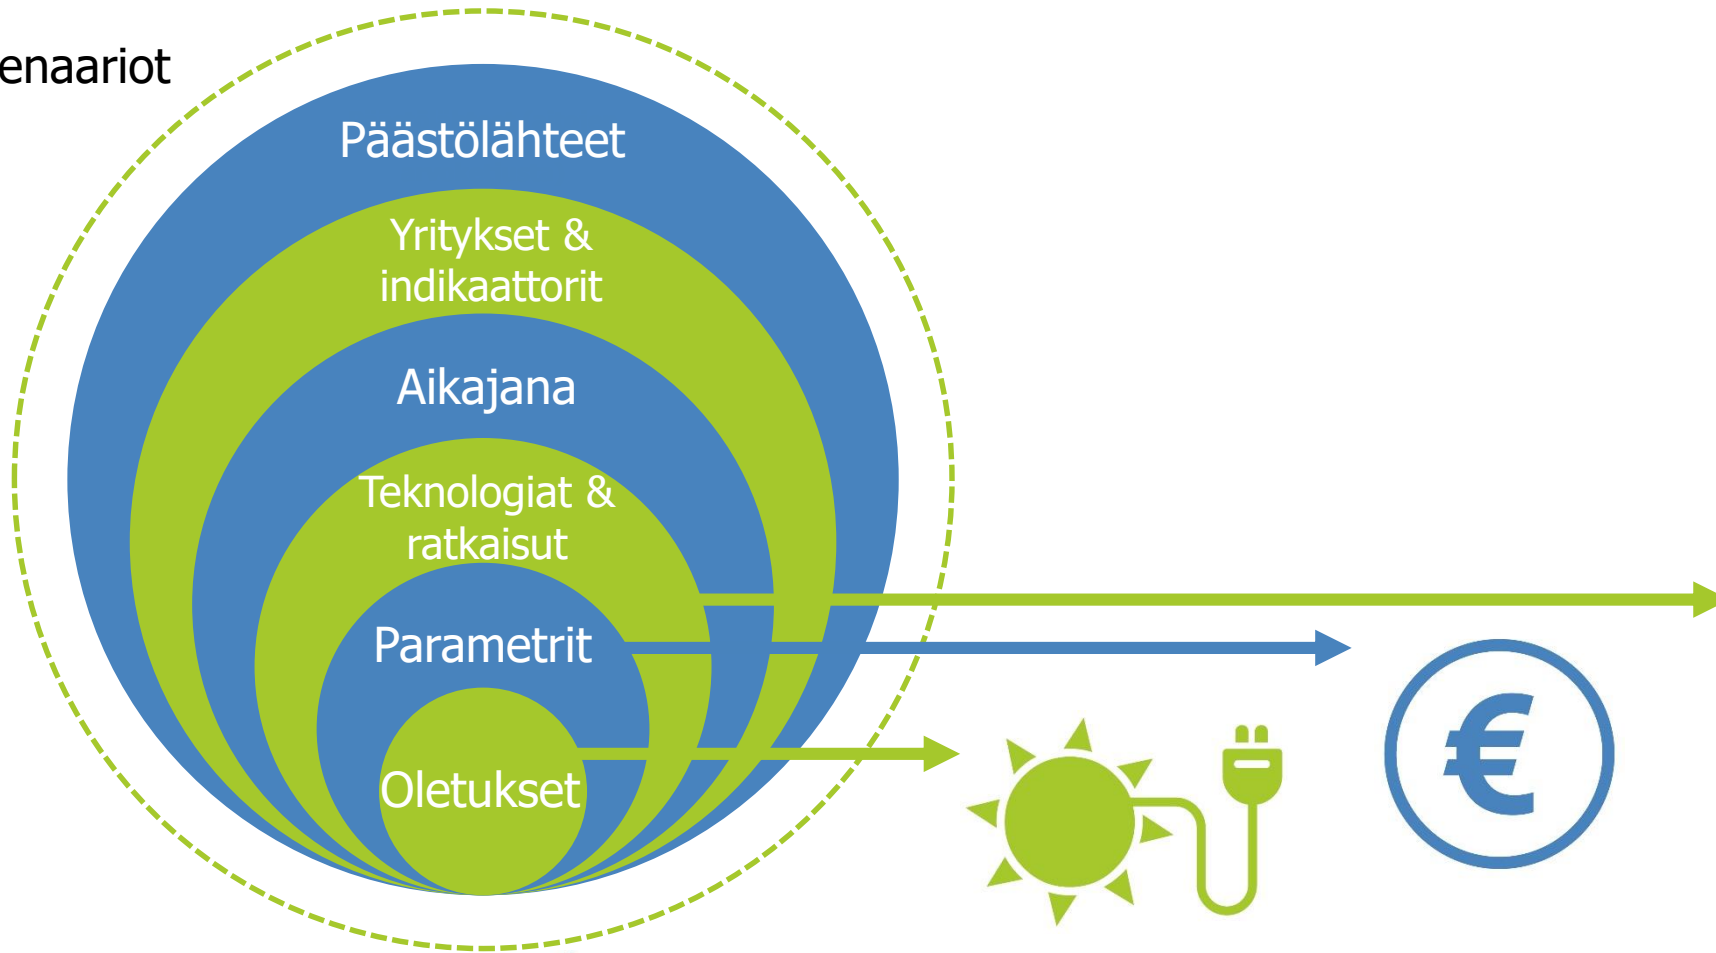 enaariot
Päästölähteet
Yritykset &
indikaattorit
Aikajana
Teknologiat &
ratkaisut
Parametrit
Oletukset
€